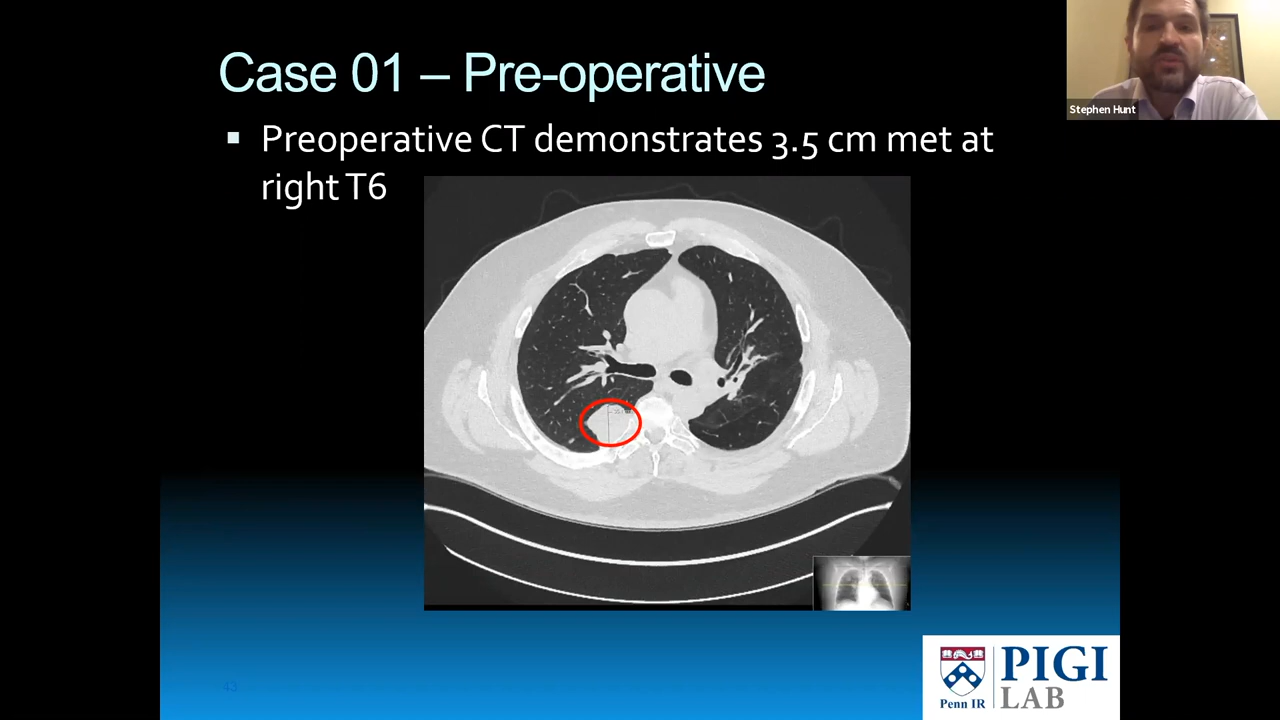 Case 01 – Pre-operative
Stephen Hunt
▪ Preoperative CT demonstrates 3.5 cm met at
right T6
43
Penn IR
PIGI
LAB